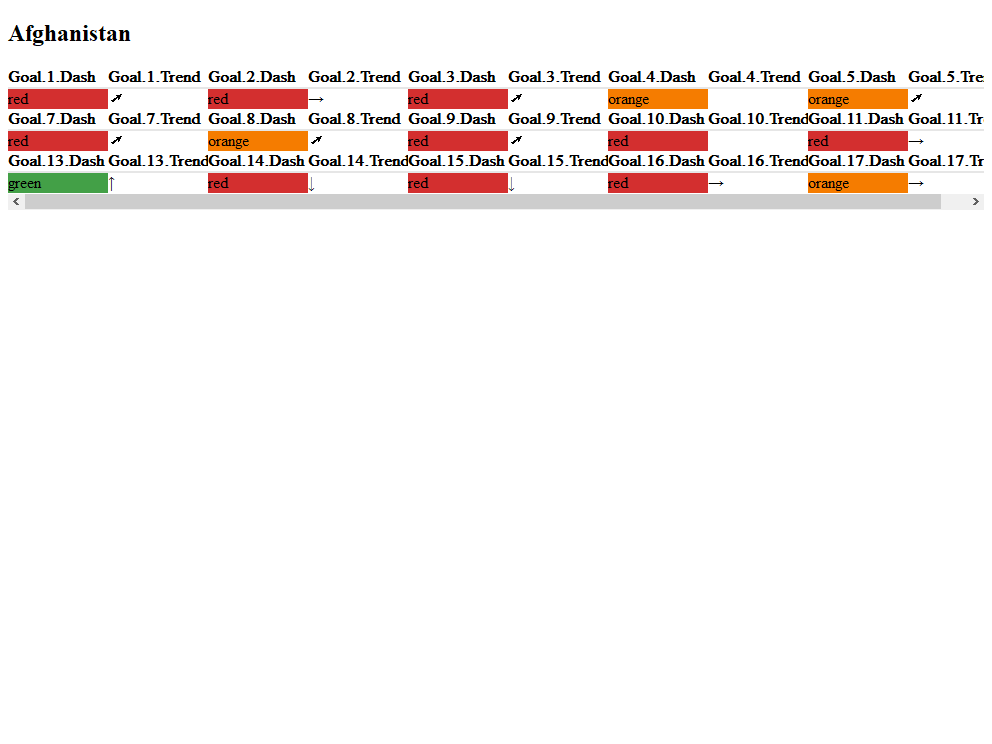 Afghanistan
Goal.1.Dash Goal.1.Trend Goal.2.Dash Goal.2.Trend Goal.3.Dash Goal.3.Trend Goal.4.Dash Goal.4.Trend Goal.5.Dash Goal.5.Tre
red ↗ red → red ↗ orange orange ↗
Goal.7.Dash Goal.7.Trend Goal.8.Dash Goal.8.Trend Goal.9.Dash Goal.9.Trend Goal.10.Dash Goal.10.Trend Goal.11.Dash Goal.11.Tr
red ↗ orange ↗ red ↗ red red →
Goal.13.Dash Goal.13.Trend Goal.14.Dash Goal.14.Trend Goal.15.Dash Goal.15.Trend Goal.16.Dash Goal.16.Trend Goal.17.Dash Goal.17.Tr
green ↑ red ↓ red ↓ red → orange →